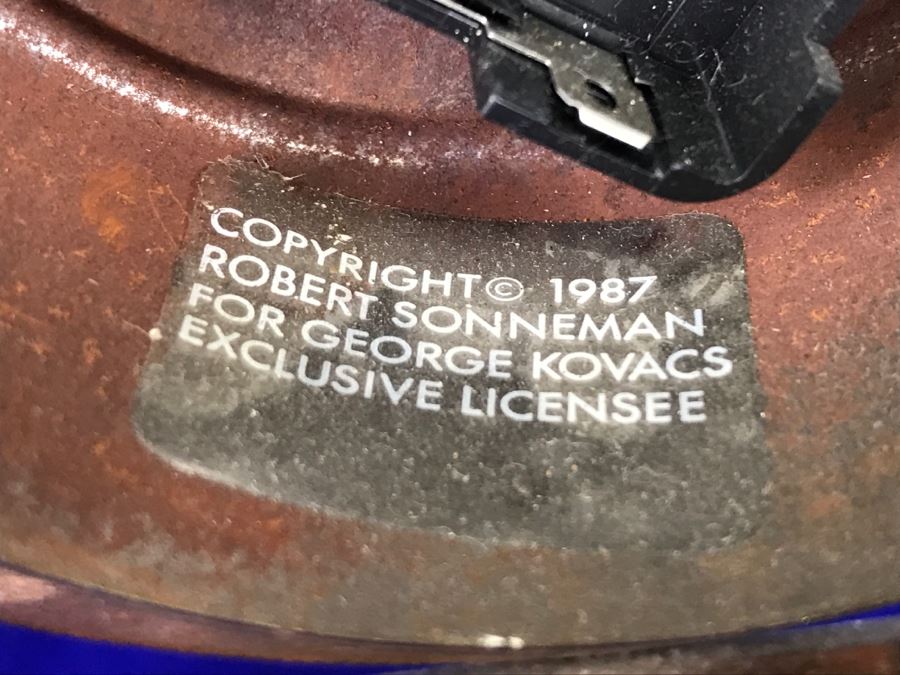 COPYRIGHT© 1987
ROBERT SONNEMAN
FOR GEORGE KOVACS
EXCLUSIVE LICENSEE